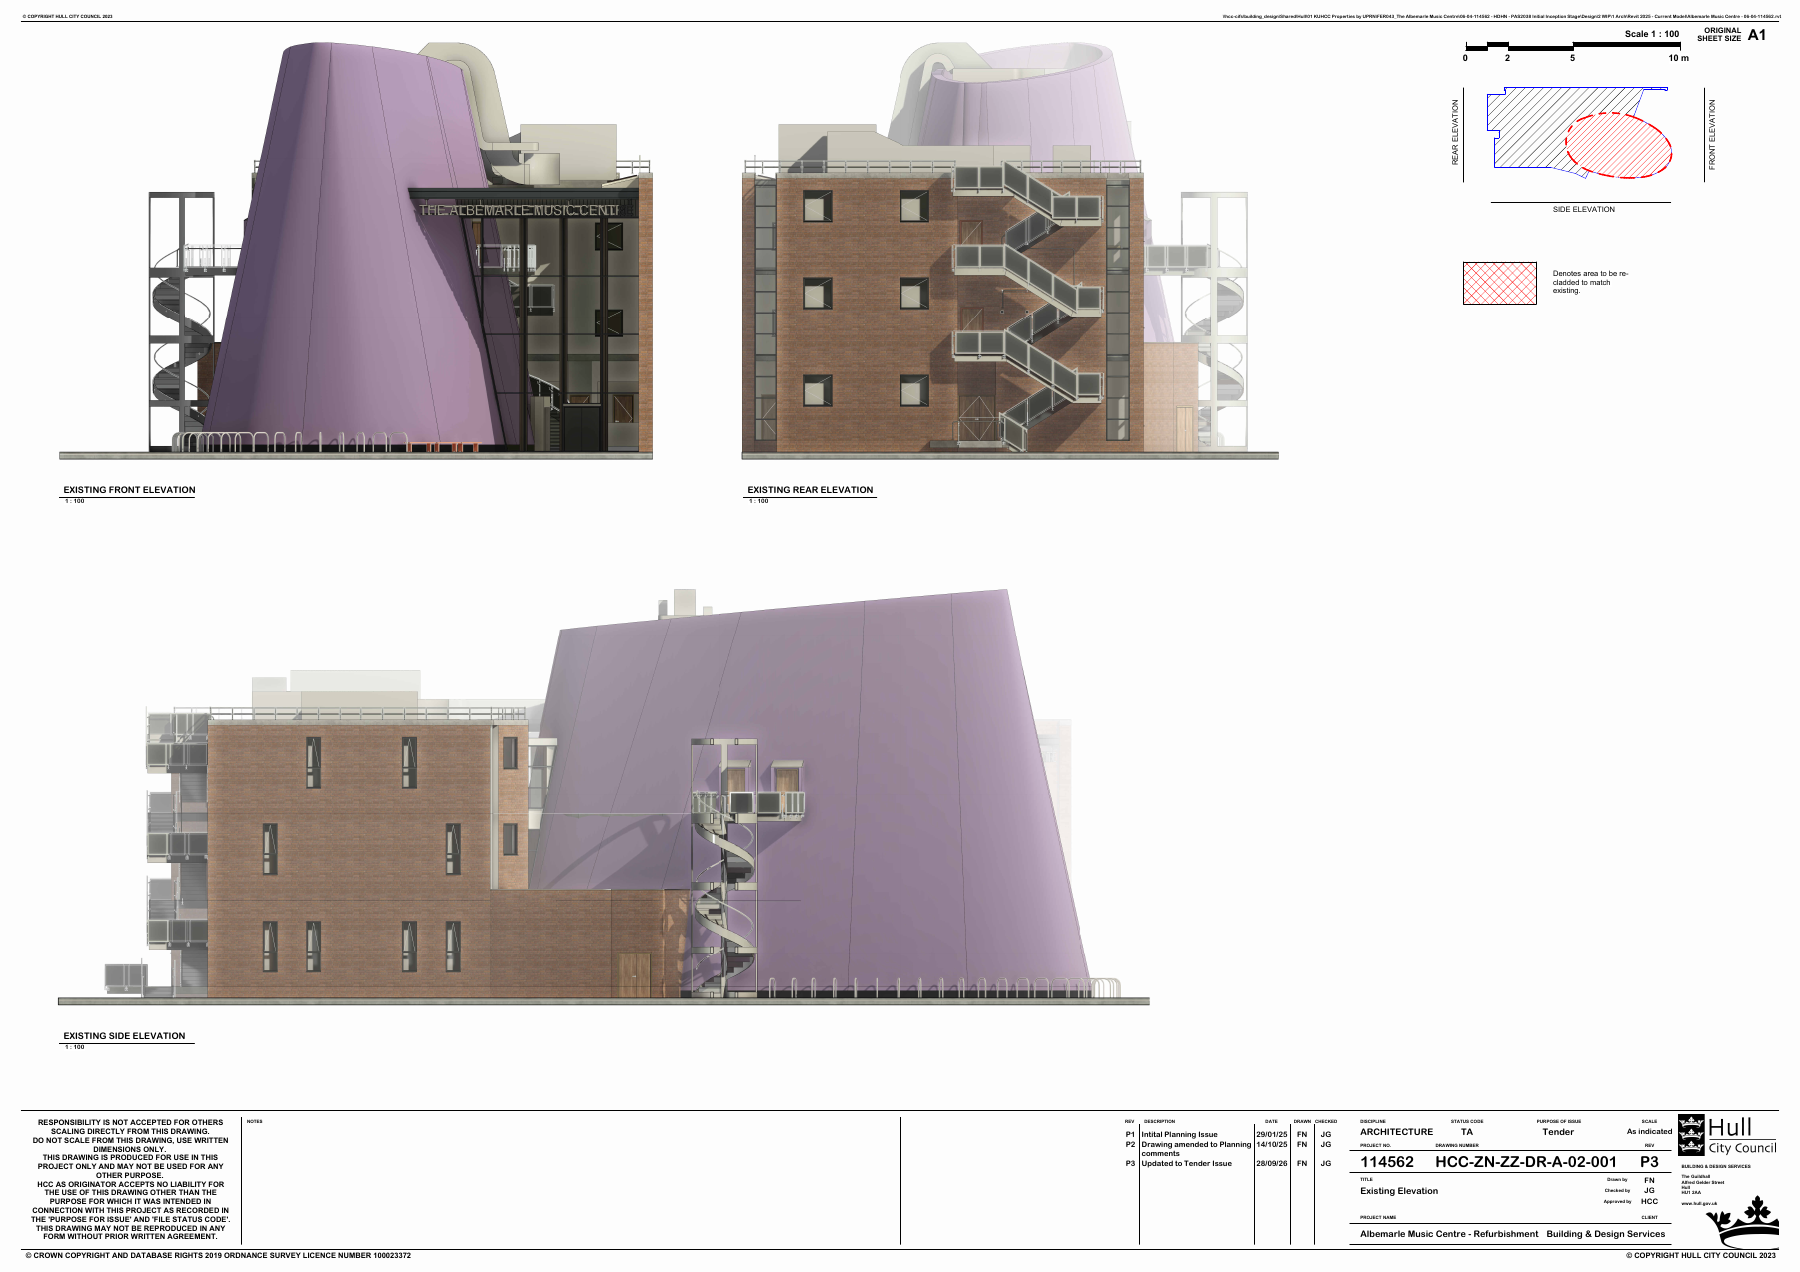 © COPYRIGHT HULL CITY COUNCIL 2023
Scale 1 : 100
ORIGINAL
SHEET SIZE A1
0 2 5 10 m
REAR ELEVATION
FRONT ELEVATION
SIDE ELEVATION
Denotes area to be re-
cladded to match
existing.
THE ALBEMARLE MUSIC CENT
EXISTING FRONT ELEVATION
1 : 100
EXISTING REAR ELEVATION
1 : 100
EXISTING SIDE ELEVATION
1 : 100
RESPONSIBILITY IS NOT ACCEPTED FOR OTHERS
SCALING DIRECTLY FROM THIS DRAWING.
DO NOT SCALE FROM THIS DRAWING, USE WRITTEN
DIMENSIONS ONLY.
THIS DRAWING IS PRODUCED FOR USE IN THIS
PROJECT ONLY AND MAY NOT BE USED FOR ANY
OTHER PURPOSE.
HCC AS ORIGINATOR ACCEPTS NO LIABILITY FOR
THE USE OF THIS DRAWING OTHER THAN THE
PURPOSE FOR WHICH IT WAS INTENDED IN
CONNECTION WITH THIS PROJECT AS RECORDED IN
THE 'PURPOSE FOR ISSUE' AND 'FILE STATUS CODE'.
THIS DRAWING MAY NOT BE REPRODUCED IN ANY
FORM WITHOUT PRIOR WRITTEN AGREEMENT.
NOTES
REV DESCRIPTION DATE DRAWN CHECKED
P1 Intital Planning Issue 29/01/25 FN JG
P2 Drawing amended to Planning 14/10/25 FN JG
comments
P3 Updated to Tender Issue 28/09/26 FN JG
DISCIPLINE STATUS CODE PURPOSE OF ISSUE SCALE
ARCHITECTURE TA Tender As indicated
PROJECT NO. DRAWING NUMBER REV
114562 HCC-ZN-ZZ-DR-A-02-001 P3
TITLE Drawn by FN
Existing Elevation Checked by JG
Approved by HCC
PROJECT NAME CLIENT
Albemarle Music Centre - Refurbishment Building & Design Services
Hull
City Council
BUILDING & DESIGN SERVICES
The Guildhall
Alfred Gelder Street
Hull
HU1 2AA
www.hull.gov.uk
© CROWN COPYRIGHT AND DATABASE RIGHTS 2019 ORDNANCE SURVEY LICENCE NUMBER 100023372
© COPYRIGHT HULL CITY COUNCIL 2023